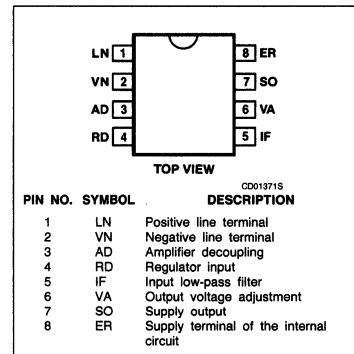 LN 1 8 ER
VN 2 7 SO
AD 3 6 VA
RD 4 5 IF
TOP VIEW
CD01371S
PIN NO. SYMBOL DESCRIPTION
1 LN Positive line terminal
2 VN Negative line terminal
3 AD Amplifier decoupling
4 RD Regulator input
5 IF Input low-pass filter
6 VA Output voltage adjustment
7 SO Supply output
8 ER Supply terminal of the internal
circuit